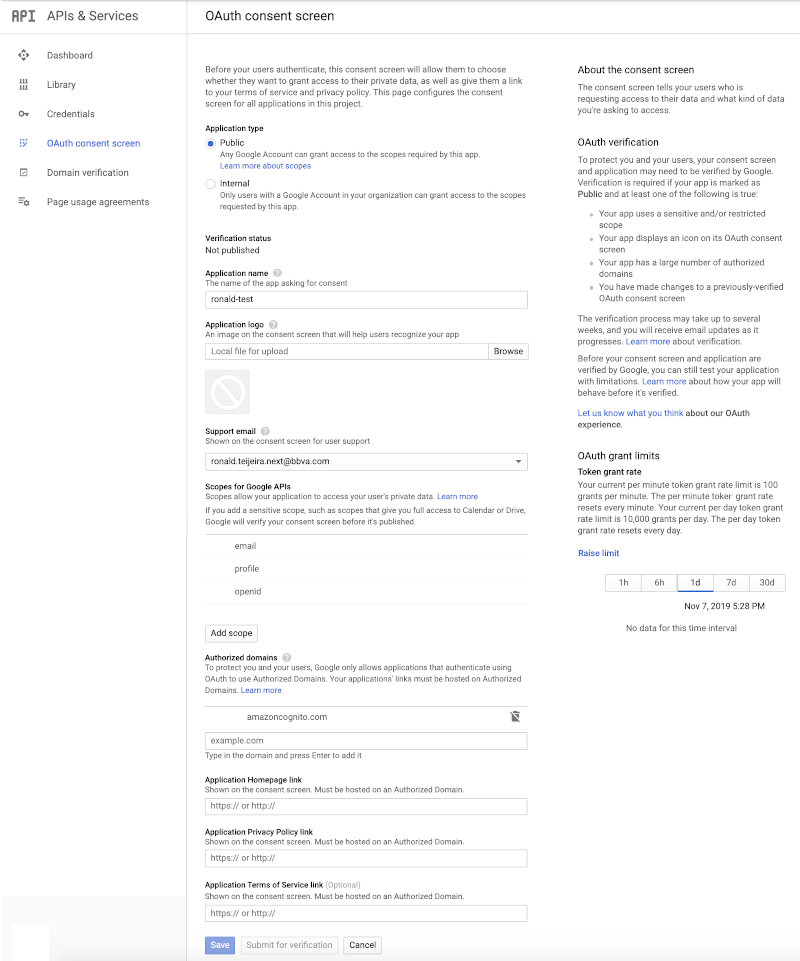 API APIs & Services
OAuth consent screen
Dashboard
Library
Credentials
OAuth consent screen
Domain verification
Page usage agreements
Before your users authenticate, this consent screen will allow them to choose
whether they want to grant access to their private data, as well as give them a link
to your terms of service and privacy policy. This page configures the consent
screen for all applications in this project.
Application type
Public
Any Google Account can grant access to the scopes required by this app.
Learn more about scopes
Internal
Only users with a Google Account in your organization can grant access to the scopes
requested by this app.
Verification status
Not published
Application name ?
The name of the app asking for consent
ronald-test
Application logo ?
An image on the consent screen that will help users recognize your app
Local file for upload Browse
Support email ?
Shown on the consent screen for user support
ronald.teijeira.next@bbva.com
Scopes for Google APIs
Scopes allow your application to access your user's private data. Learn more
If you add a sensitive scope, such as scopes that give you full access to Calendar or Drive,
Google will verify your consent screen before it's published.
email
profile
openid
Add scope
Authorized domains ?
To protect you and your users, Google only allows applications that authenticate using
OAuth to use Authorized Domains. Your applications' links must be hosted on Authorized
Domains. Learn more
amazoncognito.com
example.com
Type in the domain and press Enter to add it
Application Homepage link
Shown on the consent screen. Must be hosted on an Authorized Domain.
https:// or http://
Application Privacy Policy link
Shown on the consent screen. Must be hosted on an Authorized Domain.
https:// or http://
Application Terms of Service link (Optional)
Shown on the consent screen. Must be hosted on an Authorized Domain.
https:// or http://
Save Submit for verification Cancel
About the consent screen
The consent screen tells your users who is
requesting access to their data and what kind of data
you're asking to access.
OAuth verification
To protect you and your users, your consent screen
and application may need to be verified by Google.
Verification is required if your app is marked as
Public and at least one of the following is true:
Your app uses a sensitive and/or restricted
scope
Your app displays an icon on its OAuth consent
screen
Your app has a large number of authorized
domains
You have made changes to a previously-verified
OAuth consent screen
The verification process may take up to several
weeks, and you will receive email updates as it
progresses. Learn more about verification.
Before your consent screen and application are
verified by Google, you can still test your application
with limitations. Learn more about how your app will
behave before it's verified.
Let us know what you think about our OAuth
experience.
OAuth grant limits
Token grant rate
Your current per minute token grant rate limit is 100
grants per minute. The per minute token grant rate
resets every minute. Your current per day token grant
rate limit is 10,000 grants per day. The per day token
grant rate resets every day.
Raise limit
1h 6h 1d 7d 30d
Nov 7, 2019 5:28 PM
No data for this time interval